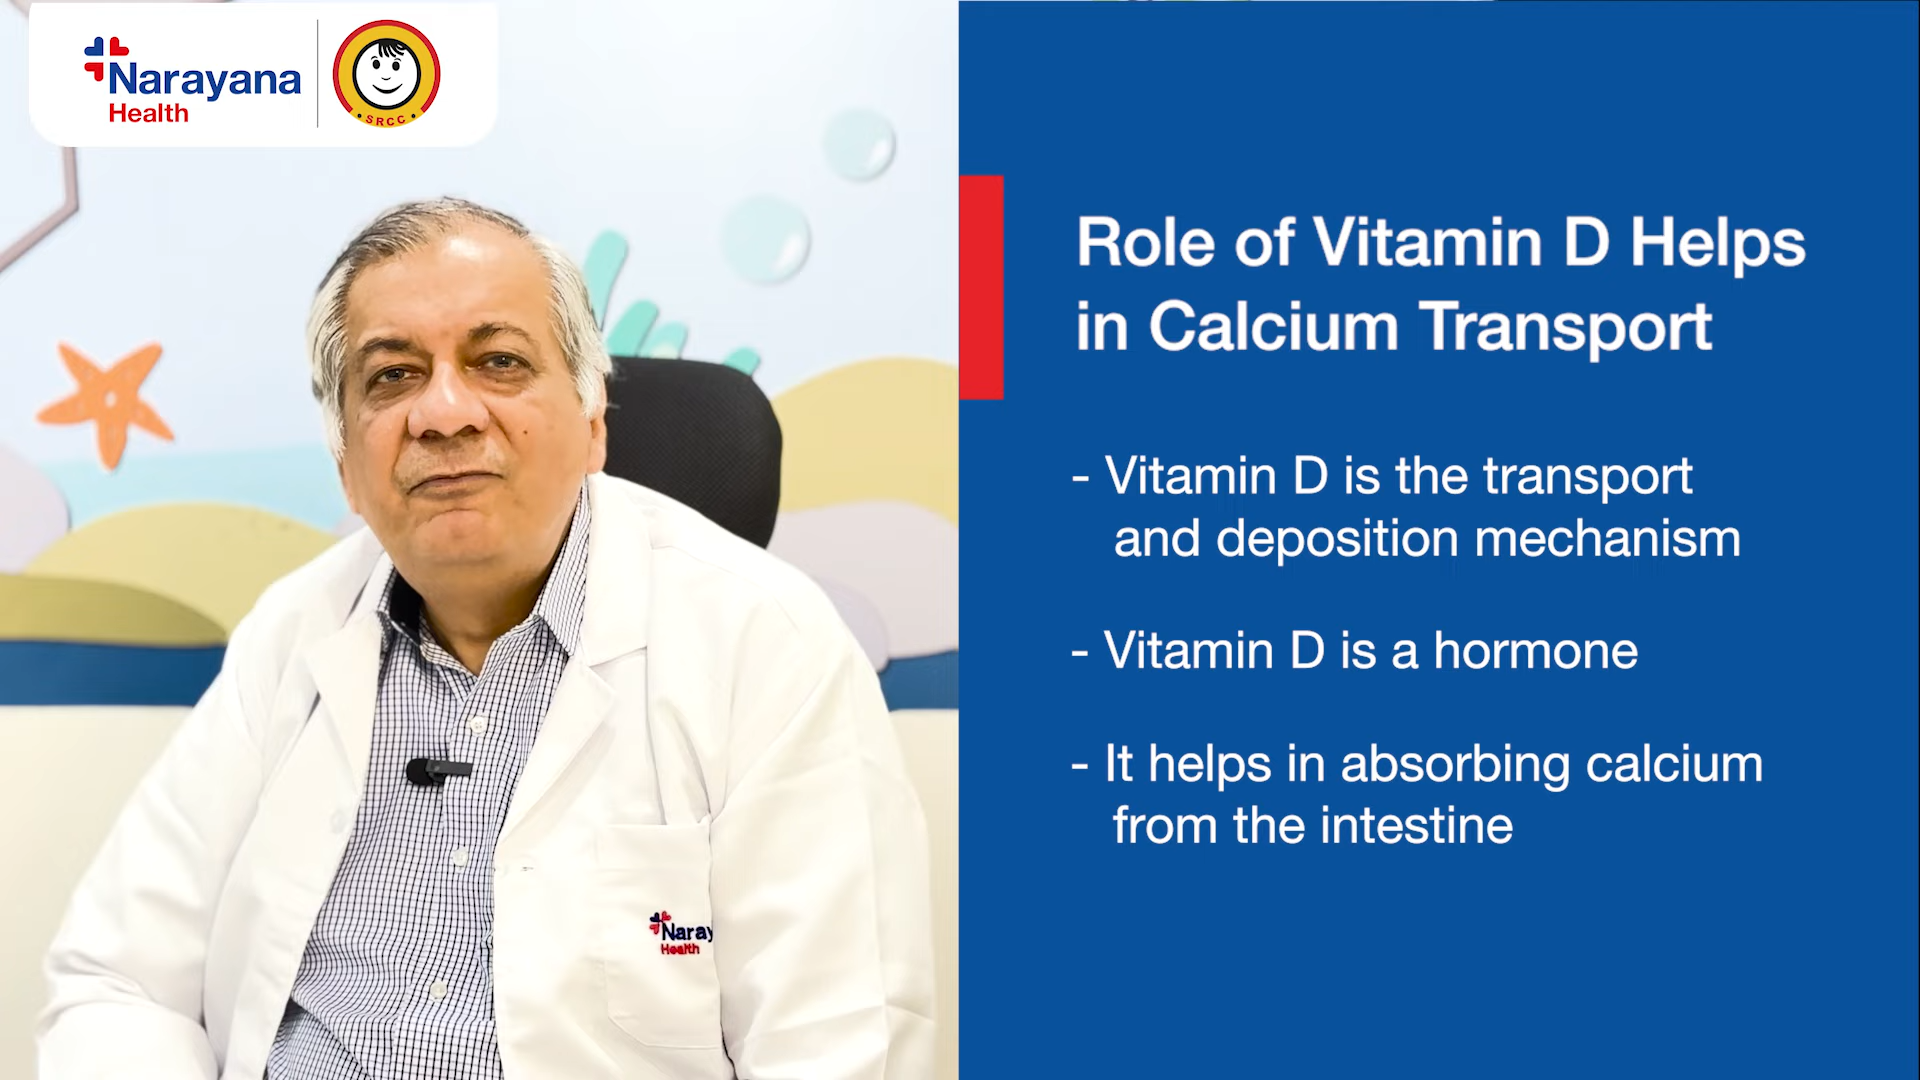 Narayana
Health
SRCC
Role of Vitamin D Helps
in Calcium Transport
- Vitamin D is the transport
and deposition mechanism
- Vitamin D is a hormone
- It helps in absorbing calcium
from the intestine
Naray
Health